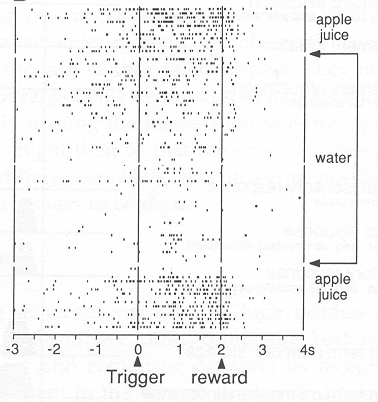 apple
juice
water
apple
juice
-3 -2 -1 0 1 2 3 4s
Trigger reward